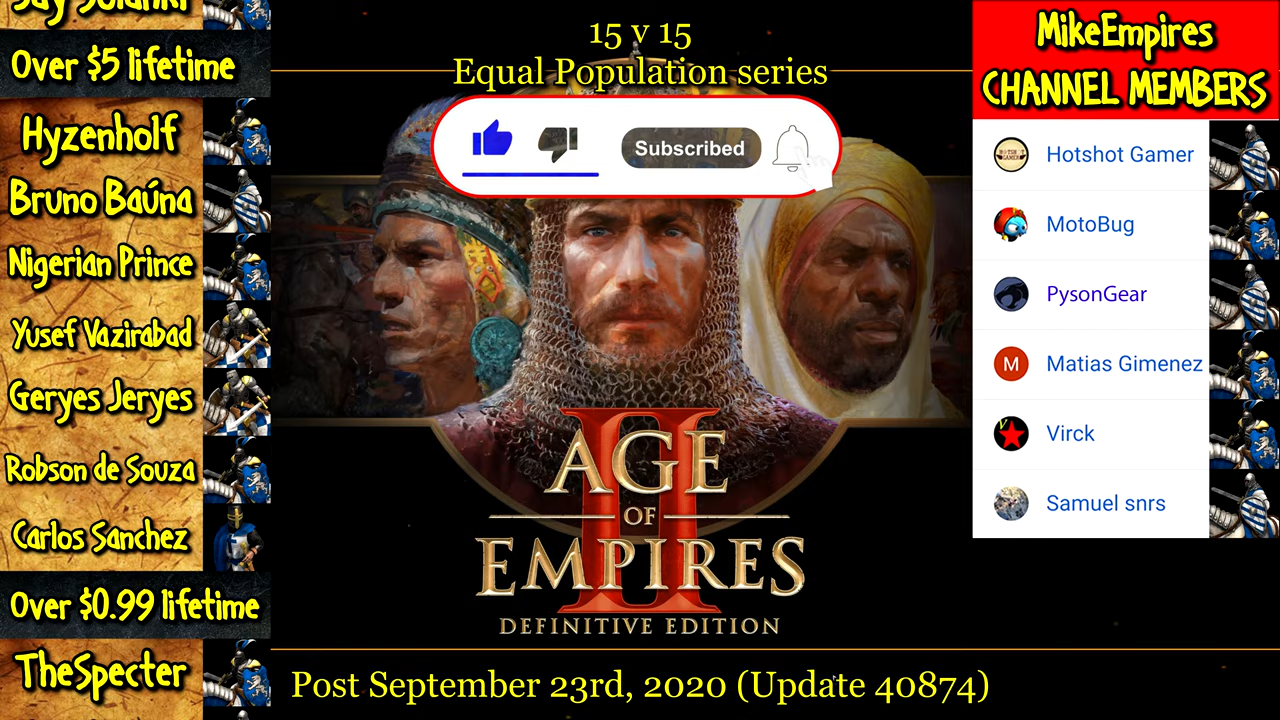 Jay Solanki
Over $5 lifetime
Hyzenholf
Bruno Baúna
Nigerian Prince
Yusef Vazirabad
Geryes Jeryes
Robson de Souza
Carlos Sanchez
Over $0.99 lifetime
TheSpecter
15 v 15
Equal Population series
Subscribed
AGE
OF
EMPIRES
II
DEFINITIVE EDITION
Post September 23rd, 2020 (Update 40874)
MikeEmpires
CHANNEL MEMBERS
Hotshot Gamer
MotoBug
PysonGear
M
Matias Gimenez
V
Virck
Samuel snrs